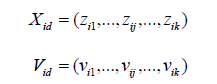 X_{id} = (z_{i1},...,z_{ij},...,z_{ik})
V_{id} = (v_{i1},...,v_{ij},...,v_{ik})